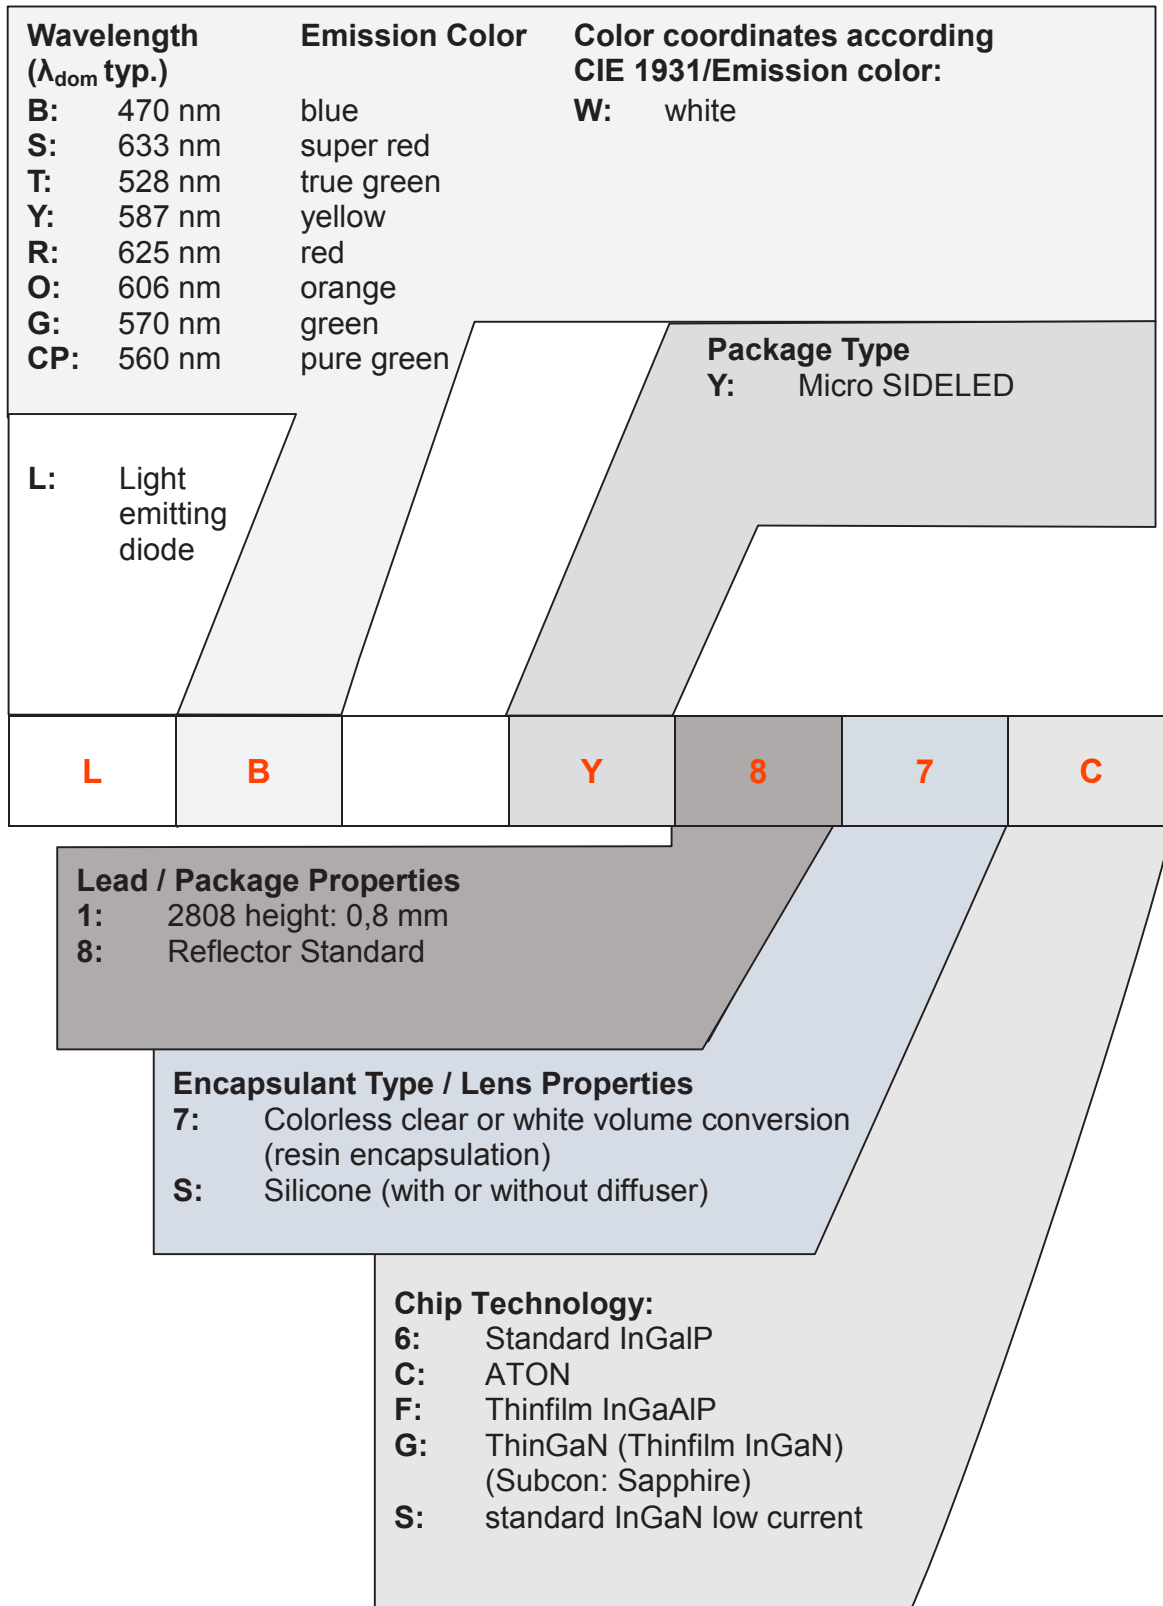 Wavelength Emission Color Color coordinates according
(λdom typ.) CIE 1931/Emission color:
B: 470 nm blue W: white
S: 633 nm super red
T: 528 nm true green
Y: 587 nm yellow
R: 625 nm red
O: 606 nm orange
G: 570 nm green
CP: 560 nm pure green
Package Type
Y: Micro SIDELED
L: Light
emitting
diode
L B Y 8 7 C
Lead / Package Properties
1: 2808 height: 0,8 mm
8: Reflector Standard
Encapsulant Type / Lens Properties
7: Colorless clear or white volume conversion
(resin encapsulation)
S: Silicone (with or without diffuser)
Chip Technology:
6: Standard InGalP
C: ATON
F: Thinfilm InGaAlP
G: ThinGaN (Thinfilm InGaN)
(Subcon: Sapphire)
S: standard InGaN low current